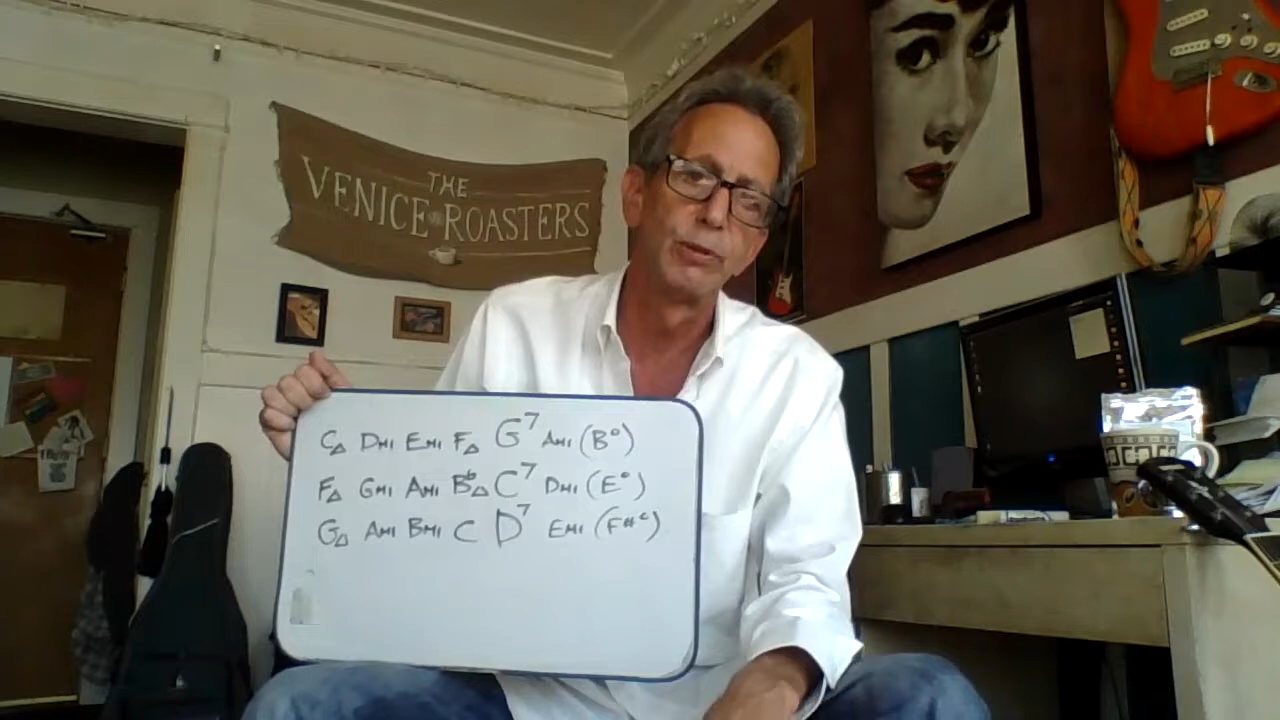 THE
VENICE ROASTERS
C△ Dmi Emi F△ G⁷ Ami (B°)
F△ Gmi Ami B♭△ C⁷ Dmi (E°)
G△ Ami Bmi C D⁷ Emi (F#°)